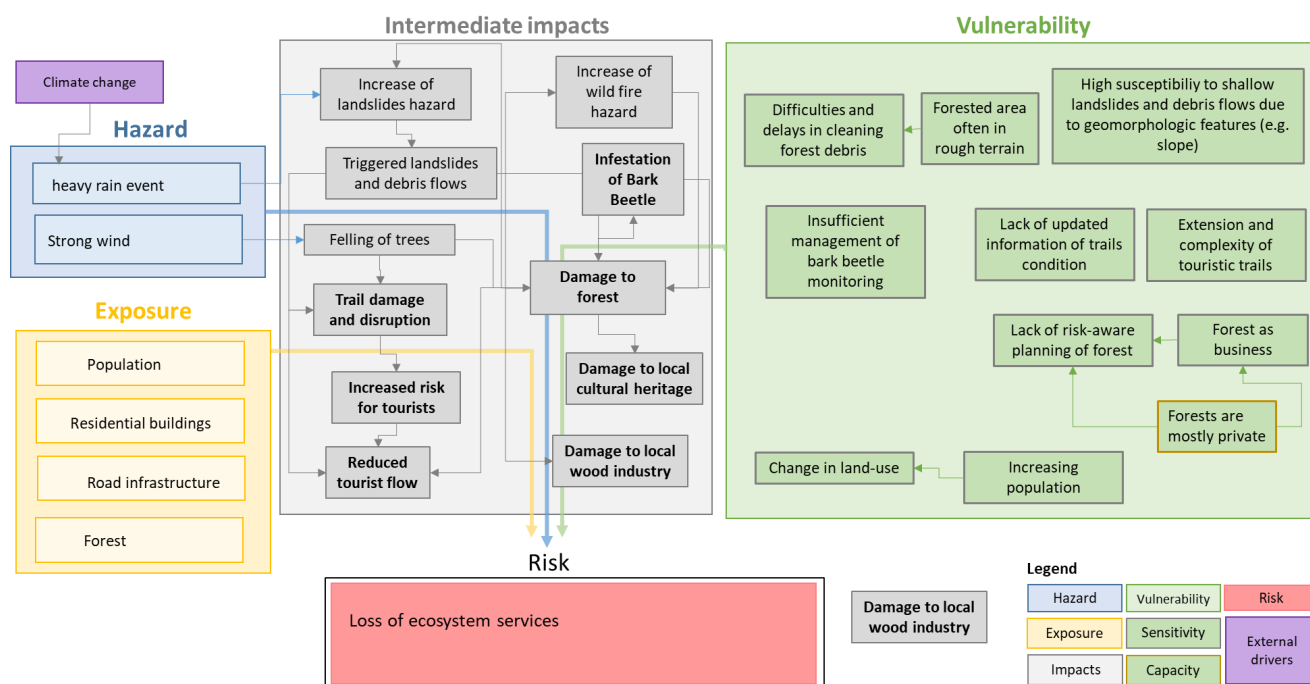 Intermediate impacts
Vulnerability
Climate change
Hazard
heavy rain event
Strong wind
Exposure
Population
Residential buildings
Road infrastructure
Forest
Increase of
landslides hazard
Increase of
wild fire
hazard
Triggered landslides
and debris flows
Infestation
of Bark
Beetle
Felling of trees
Damage to
forest
Trail damage
and disruption
Damage to local
cultural heritage
Increased risk
for tourists
Reduced
tourist flow
Damage to local
wood industry
Difficulties and
delays in cleaning
forest debris
Forested area
often in
rough terrain
High susceptibiliy to shallow
landslides and debris flows due
to geomorphologic features (e.g.
slope)
Insufficient
management of
bark beetle
monitoring
Lack of updated
information of trails
condition
Extension and
complexity of
touristic trails
Lack of risk-aware
planning of forest
Forest as
business
Forests are
mostly private
Change in land-use
Increasing
population
Risk
Loss of ecosystem services
Damage to local
wood industry
Legend
Hazard
Vulnerability
Risk
Exposure
Sensitivity
External
drivers
Impacts
Capacity